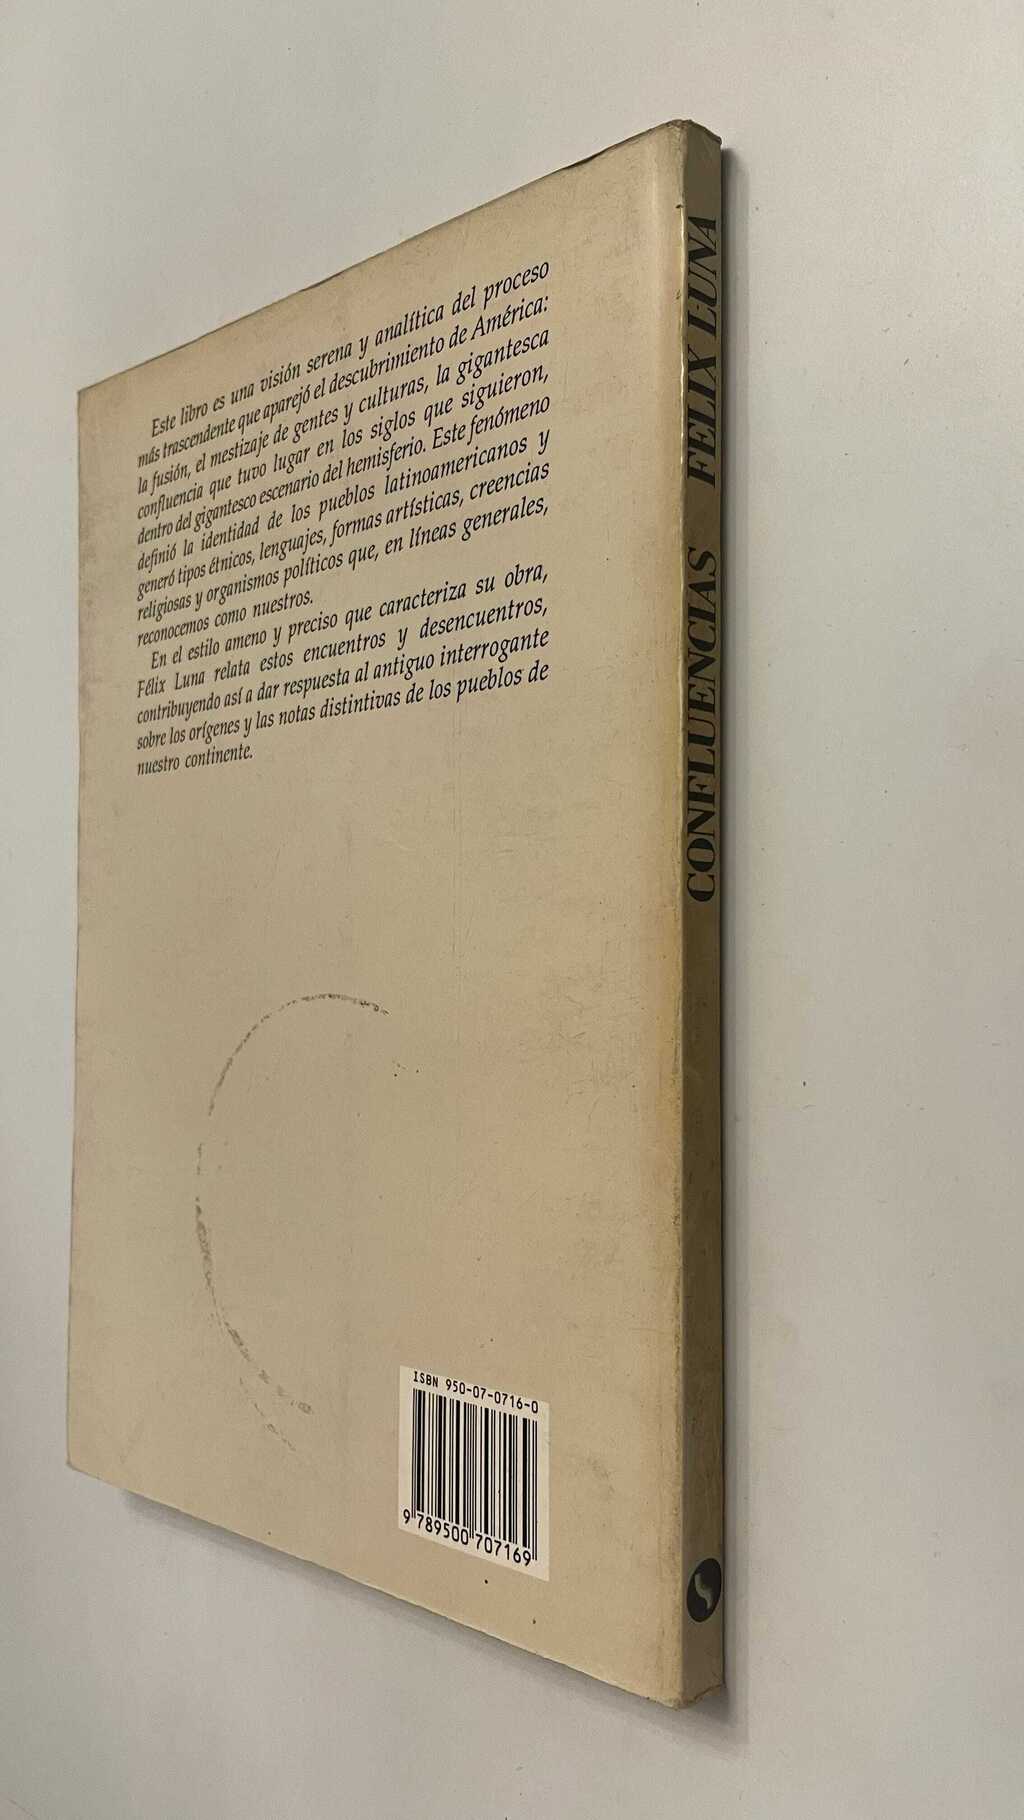 Este libro es una visión serena y analítica del proceso
más trascendente que aparejó el descubrimiento de América:
la fusión, el mestizaje de gentes y culturas, la gigantesca
confluencia que tuvo lugar en los siglos que siguieron,
dentro del gigantesco escenario del hemisferio. Este fenómeno
definió la identidad de los pueblos latinoamericanos y
generó tipos étnicos, lenguajes, formas artísticas, creencias
religiosas y organismos políticos que, en líneas generales,
reconocemos como nuestros.
En el estilo ameno y preciso que caracteriza su obra,
Félix Luna relata estos encuentros y desencuentros,
contribuyendo así a dar respuesta al antiguo interrogante
sobre los orígenes y las notas distintivas de los pueblos de
nuestro continente.
ISBN 950-07-0716-0
9 789500 707169
CONFLUENCIAS FELIX LUNA